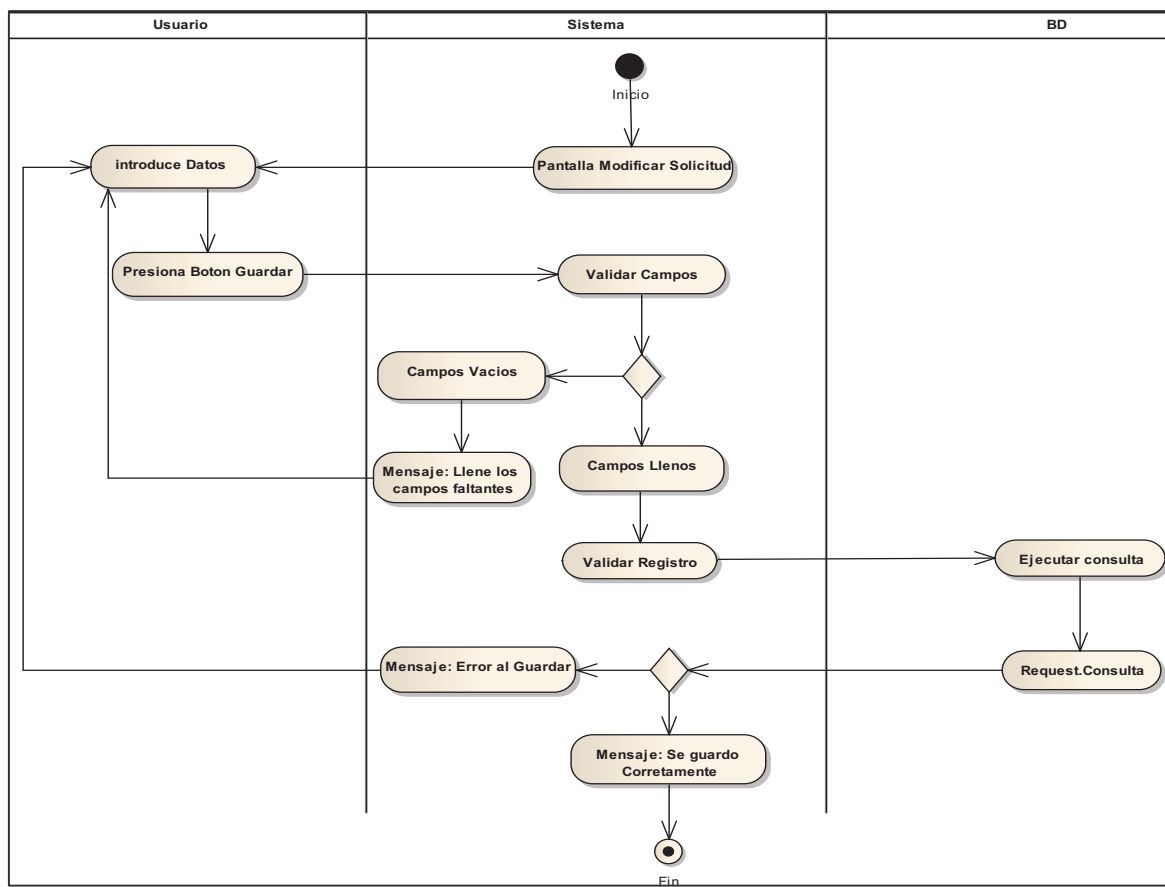 Usuario
Sistema
BD
Inicio
introduce Datos
Pantalla Modificar Solicitud
Presiona Boton Guardar
Validar Campos
Campos Vacios
Mensaje: Llene los
campos faltantes
Campos Llenos
Validar Registro
Ejecutar consulta
Mensaje: Error al Guardar
Request.Consulta
Mensaje: Se guardo
Corretamente
Fin